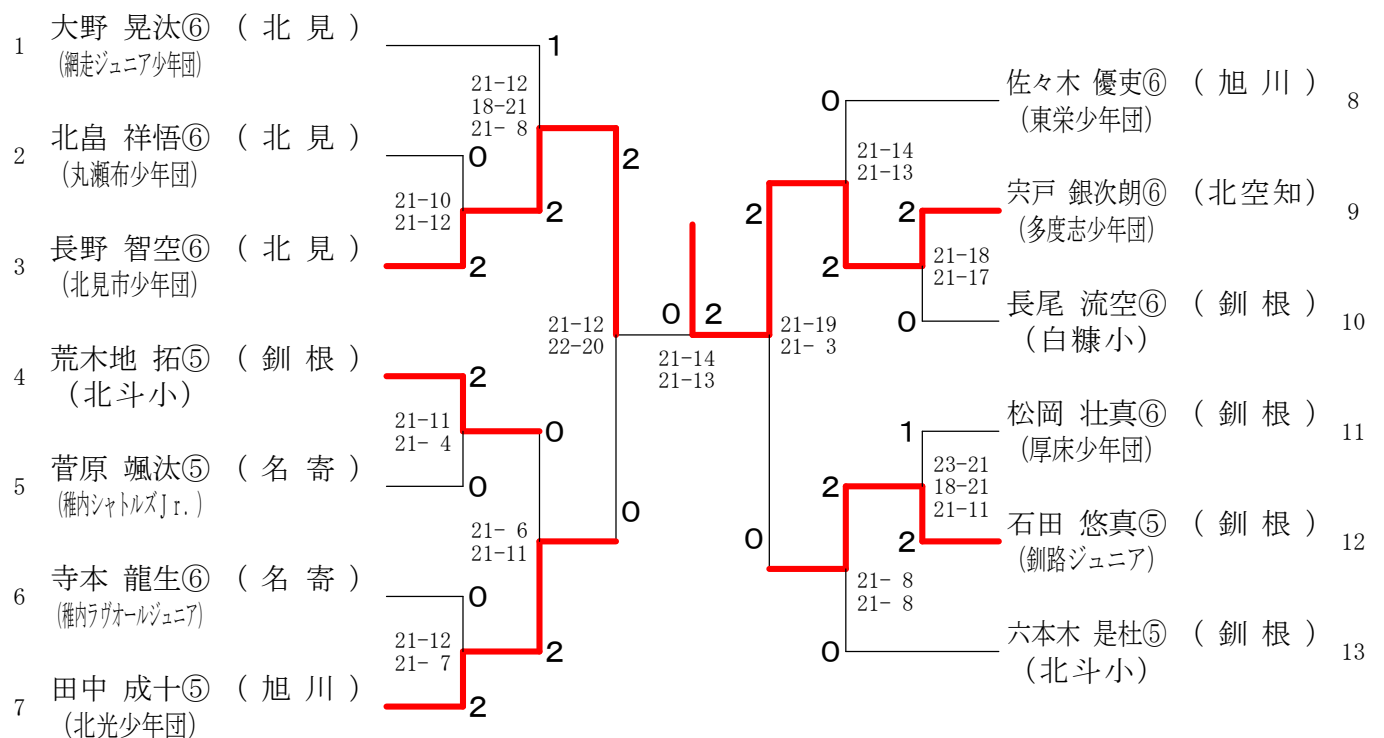 1 大野 晃汰⑥ ( 北 見 )
(網走ジュニア少年団)
2 北畠 祥悟⑥ ( 北 見 )
(丸瀬布少年団)
3 長野 智空⑥ ( 北 見 )
(北見市少年団)
4 荒木地 拓⑤ ( 釧 根 )
(北斗小)
5 菅原 颯汰⑤ ( 名 寄 )
(稚内シャトルズJr.)
6 寺本 龍生⑥ ( 名 寄 )
(稚内ラヴオールジュニア)
7 田中 成十⑤ ( 旭 川 )
(北光少年団)
1
21-12
18-21
21- 8
0
2
21-10
21-12
2
2
21-12
22-20
2
21-11
21- 4
0
0
21- 6
21-11
0
0
21-12
21- 7
2
2
0 2
21-14
21-13
0
21-14
21-13
2
2
2
21-18
21-17
0
21-19
21- 3
1
23-21
18-21
21-11
2
0
2
21- 8
21- 8
0
佐々木 優吏⑥ ( 旭 川 ) 8
(東栄少年団)
宍戸 銀次朗⑥ (北空知) 9
(多度志少年団)
長尾 流空⑥ ( 釧 根 ) 10
(白糠小)
松岡 壮真⑥ ( 釧 根 ) 11
(厚床少年団)
石田 悠真⑤ ( 釧 根 ) 12
(釧路ジュニア)
六本木 是杜⑤ ( 釧 根 ) 13
(北斗小)